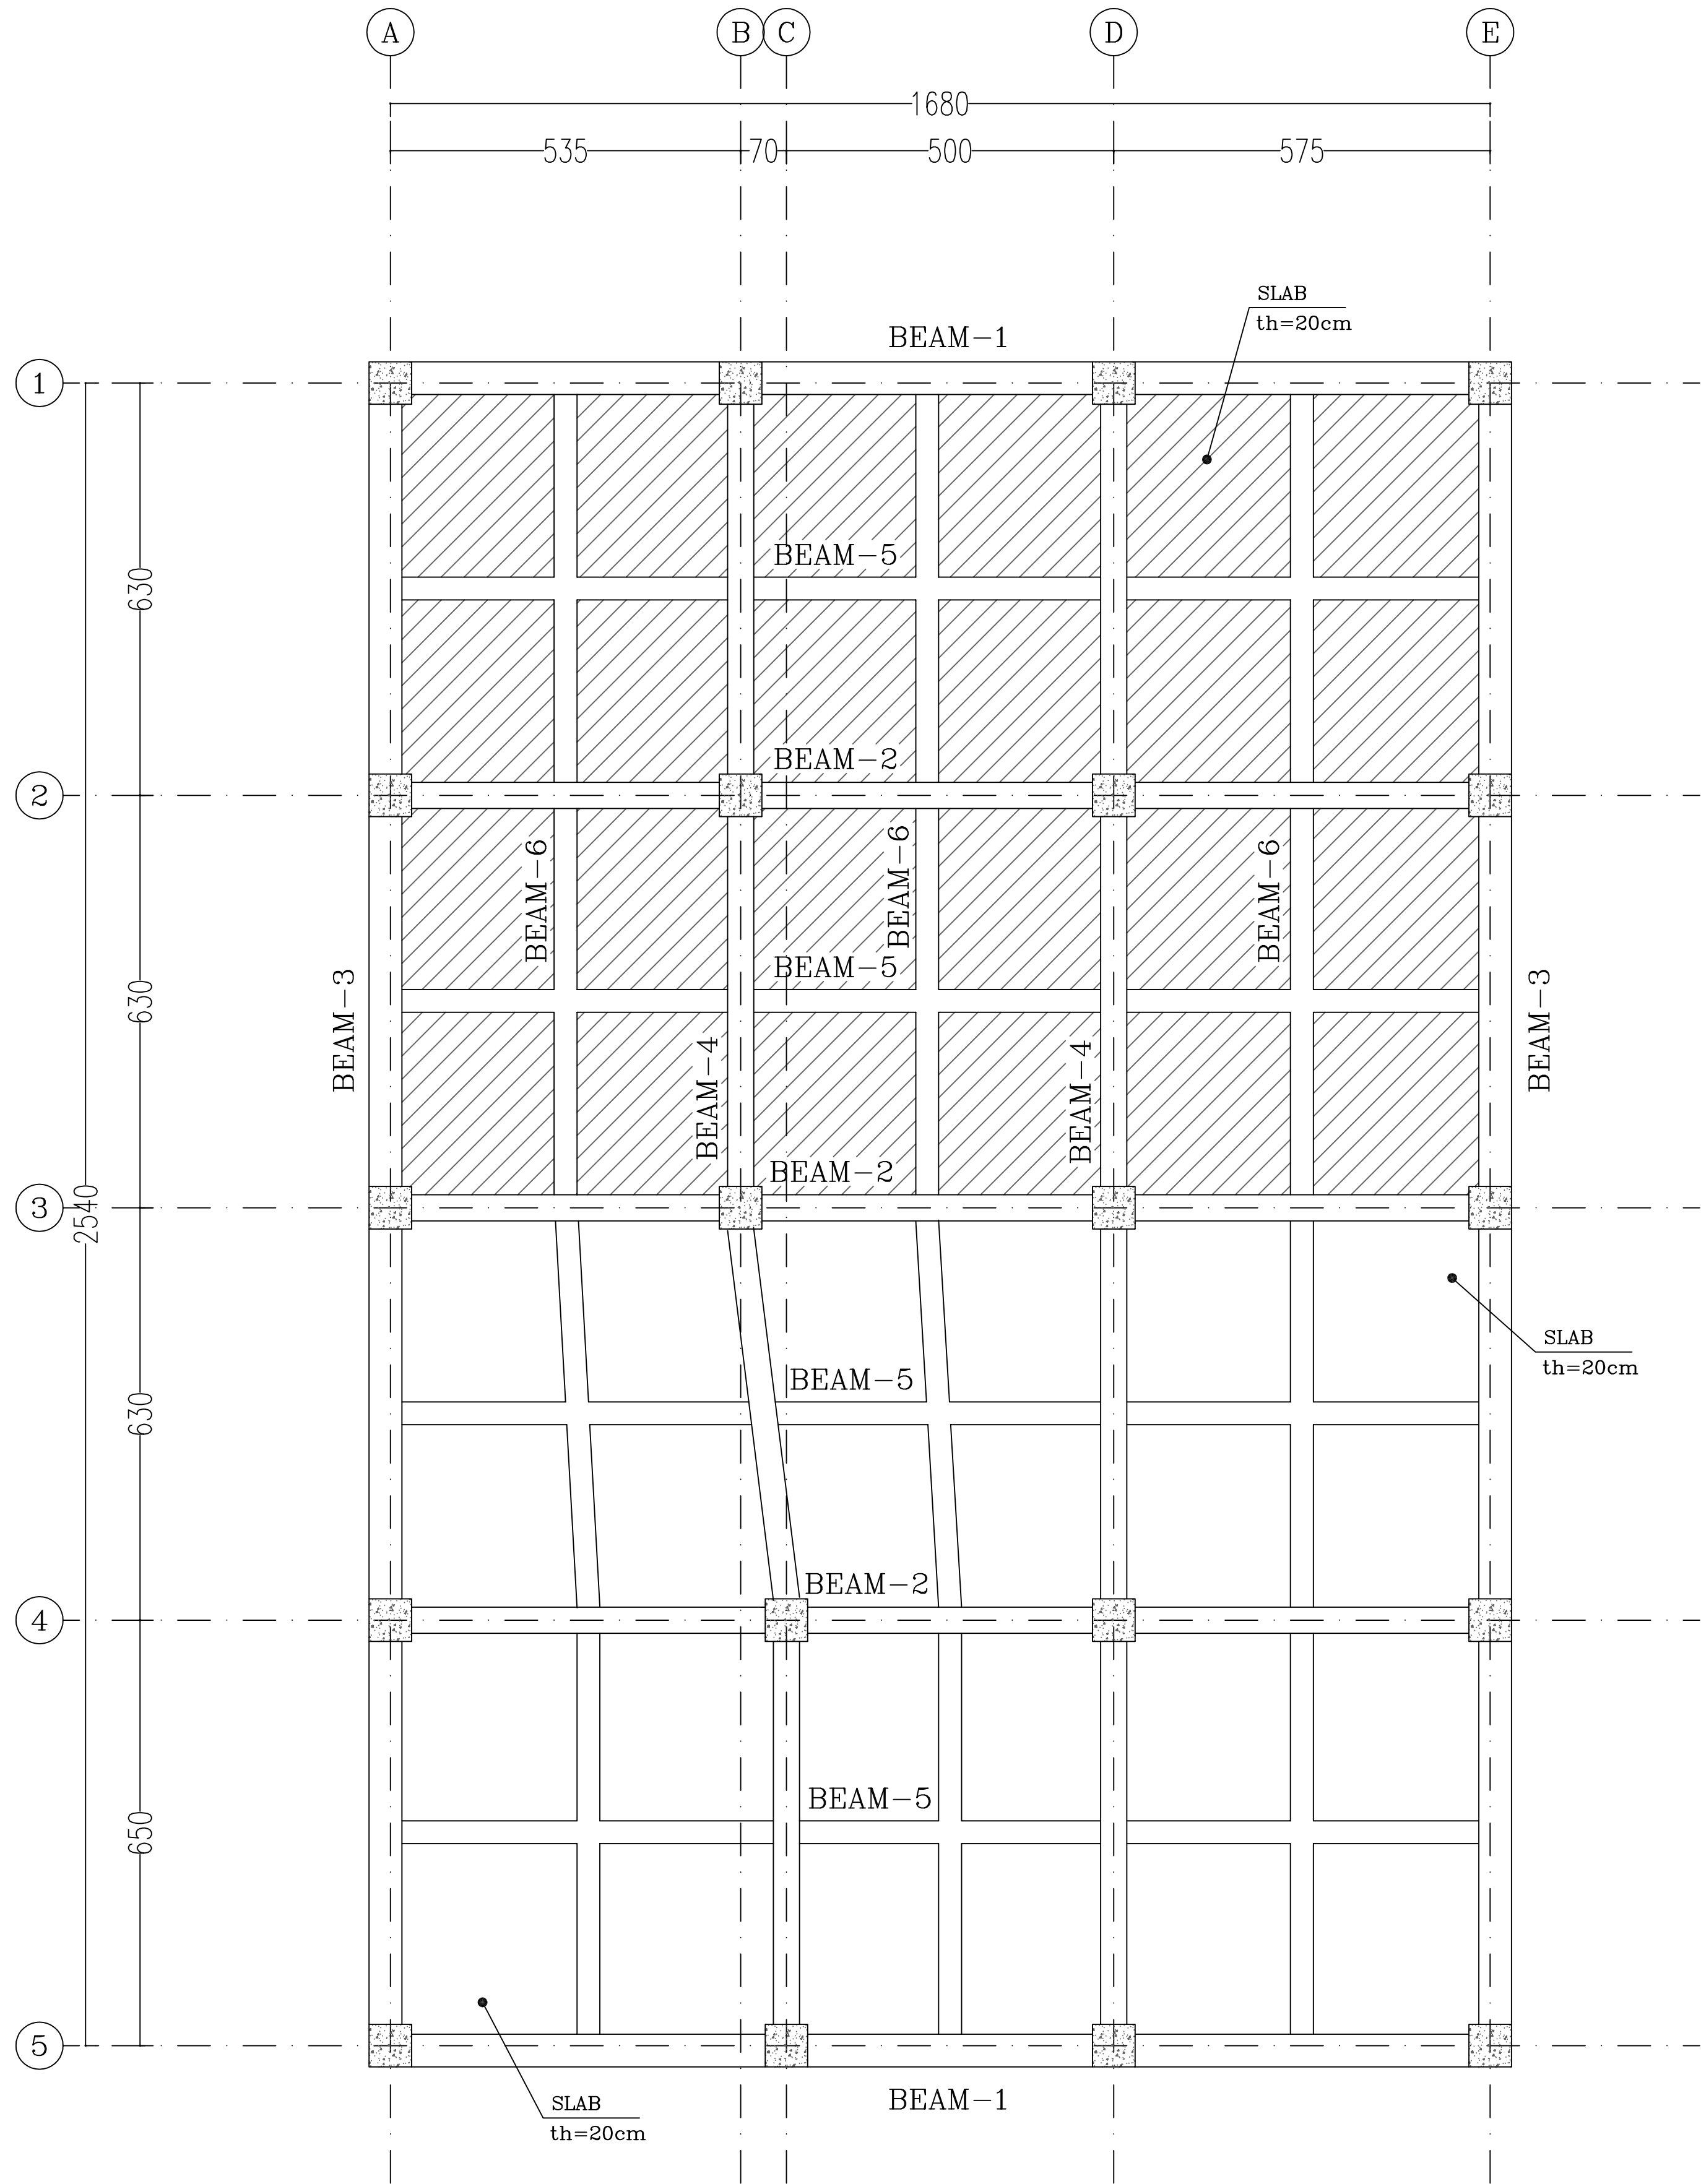 A B C D E
1680
535 70 500 575
SLAB
th=20cm
BEAM-1
1
630
BEAM-5
BEAM-2
2
BEAM-6 BEAM-6 BEAM-6
BEAM-5
630
BEAM-3 BEAM-3
BEAM-4 BEAM-4
BEAM-2
3
2540
SLAB
th=20cm
BEAM-5
630
BEAM-2
4
BEAM-5
650
5
BEAM-1
SLAB
th=20cm